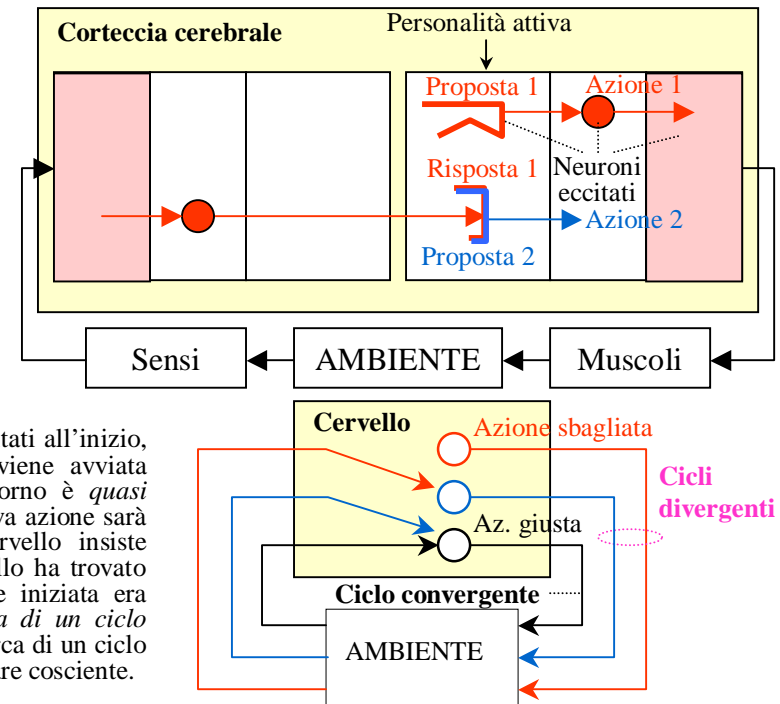 Personalità attiva
Corteccia cerebrale
Proposta 1
Azione 1
Neuroni
eccitati
Risposta 1
Azione 2
Proposta 2
Sensi
AMBIENTE
Muscoli
tati all'inizio,
viene avviata
orno è quasi
va azione sarà
rvello insiste
llo ha trovato
e iniziata era
a di un ciclo
rca di un ciclo
are cosciente.
Cervello
Azione sbagliata
Cicli
divergenti
Az. giusta
Ciclo convergente
AMBIENTE